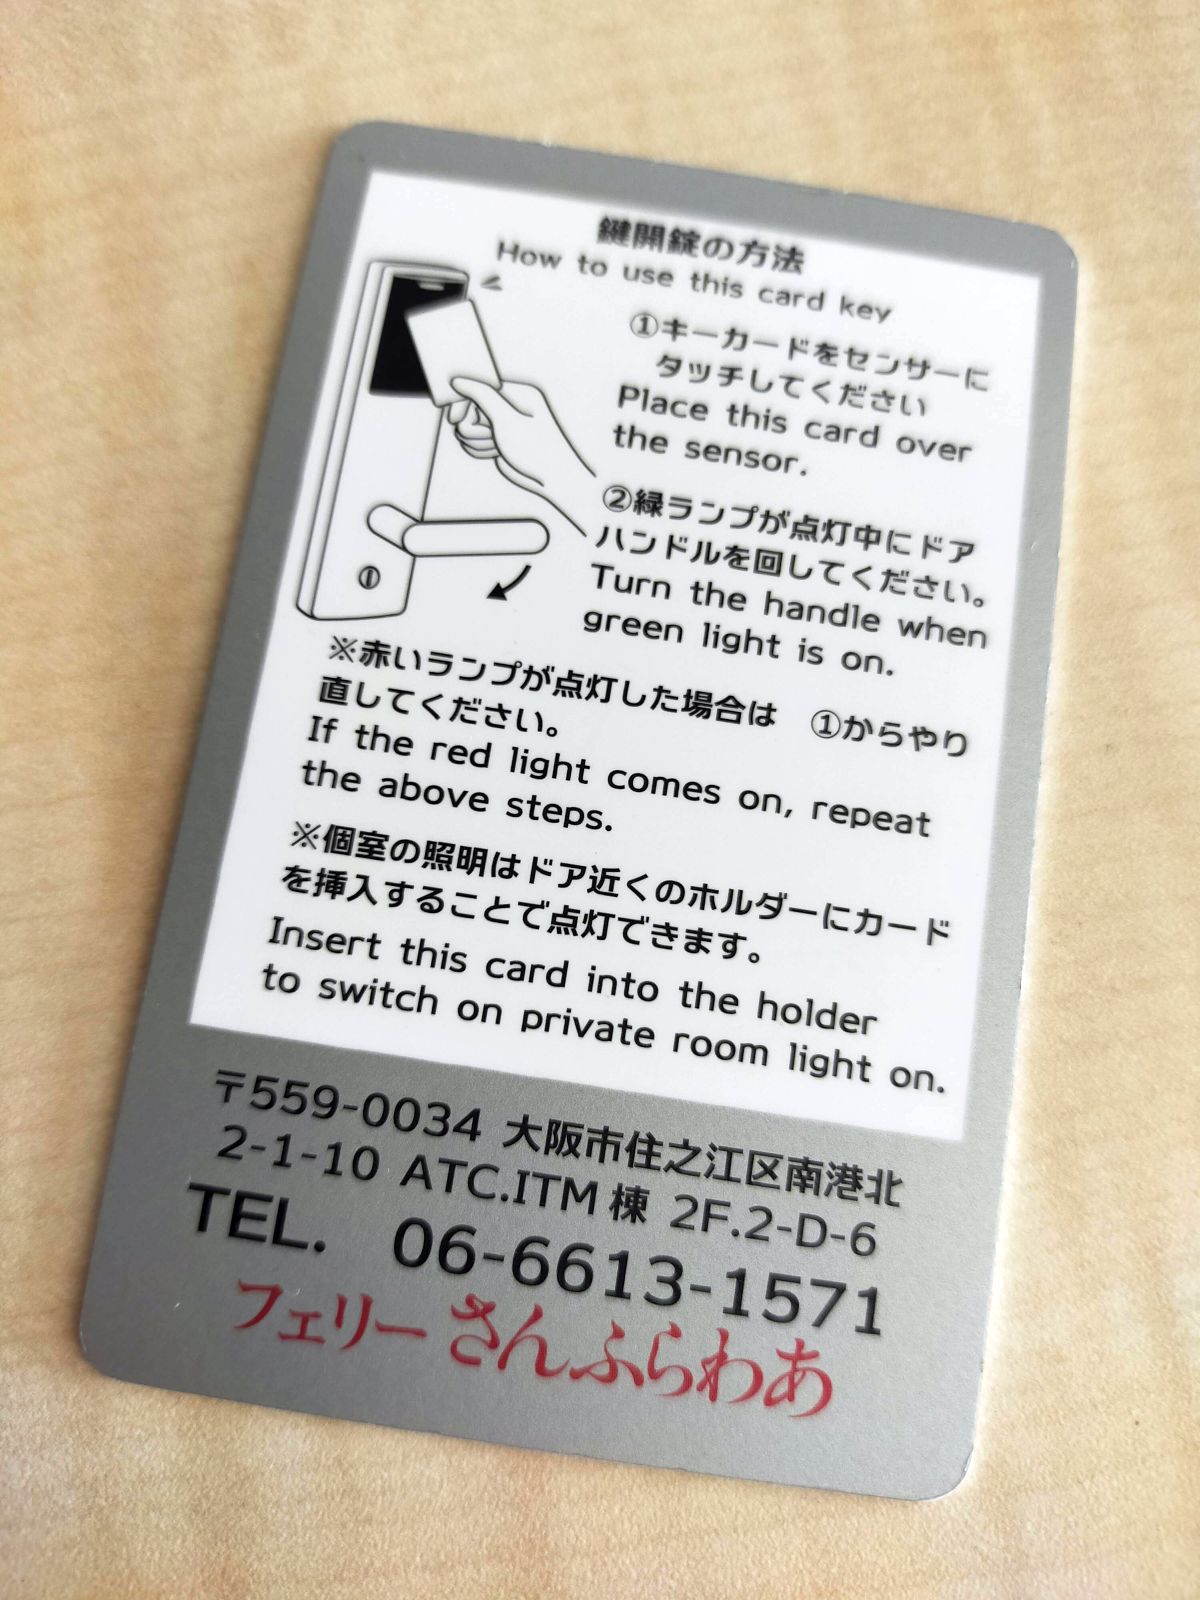 鍵開錠の方法
How to use this card key
①キーカードをセンサーに
タッチしてください
Place this card over
the sensor.
②緑ランプが点灯中にドア
ハンドルを回してください。
Turn the handle when
green light is on.
※赤いランプが点灯した場合は　①からやり
直してください。
If the red light comes on, repeat
the above steps.
※個室の照明はドア近くのホルダーにカード
を挿入することで点灯できます。
Insert this card into the holder
to switch on private room light on.
〒559-0034 大阪市住之江区南港北
2-1-10 ATC.ITM棟 2F.2-D-6
TEL.　06-6613-1571
フェリーさんふらわあ